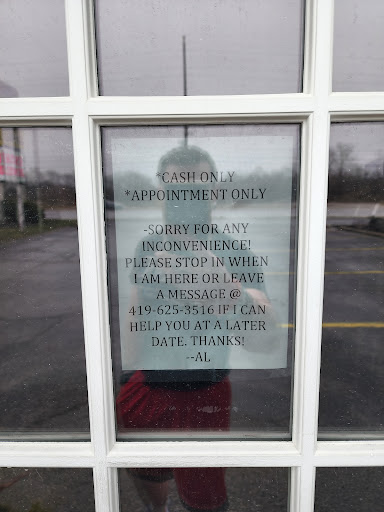 *CASH ONLY
*APPOINTMENT ONLY
-SORRY FOR ANY
INCONVENIENCE!
PLEASE STOP IN WHEN
I AM HERE OR LEAVE
A MESSAGE @
419-625-3516 IF I CAN
HELP YOU AT A LATER
DATE. THANKS!
--AL